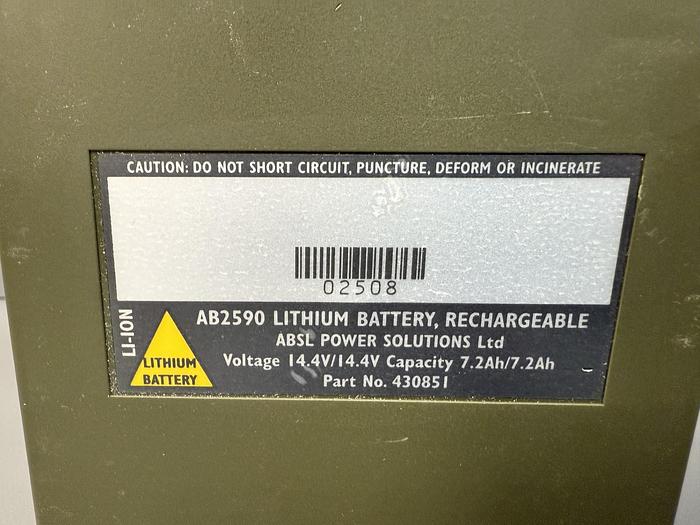 CAUTION: DO NOT SHORT CIRCUIT, PUNCTURE, DEFORM OR INCINERATE
02508
LI-ION
LITHIUM
BATTERY
AB2590 LITHIUM BATTERY, RECHARGEABLE
ABSL POWER SOLUTIONS Ltd
Voltage 14.4V/14.4V Capacity 7.2Ah/7.2Ah
Part No. 430851